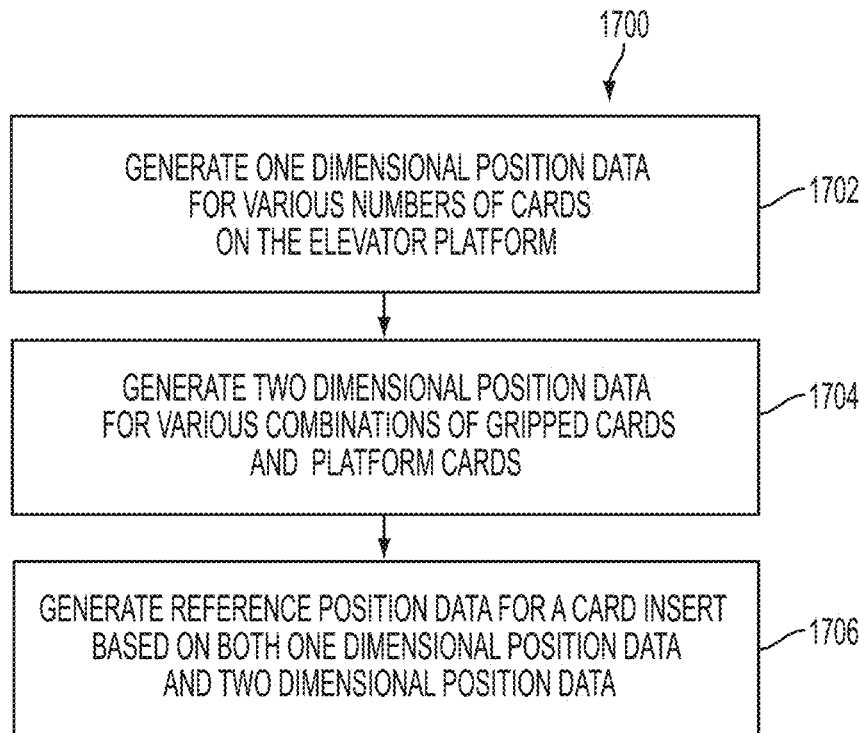 1700
GENERATE ONE DIMENSIONAL POSITION DATA
FOR VARIOUS NUMBERS OF CARDS
ON THE ELEVATOR PLATFORM
1702
GENERATE TWO DIMENSIONAL POSITION DATA
FOR VARIOUS COMBINATIONS OF GRIPPED CARDS
AND PLATFORM CARDS
1704
GENERATE REFERENCE POSITION DATA FOR A CARD INSERT
BASED ON BOTH ONE DIMENSIONAL POSITION DATA
AND TWO DIMENSIONAL POSITION DATA
1706